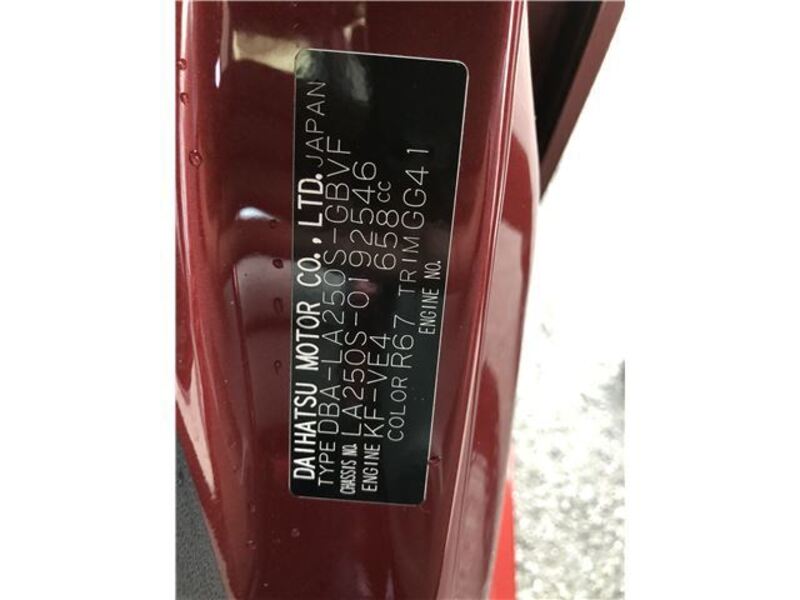 DAIHATSU MOTOR CO., LTD. JAPAN
TYPE DBA-LA250S-GBVF
CHASSIS NO. LA250S-0192546
ENGINE KF-VE4 658CC
COLOR R67 TRIM GG41
ENGINE NO.